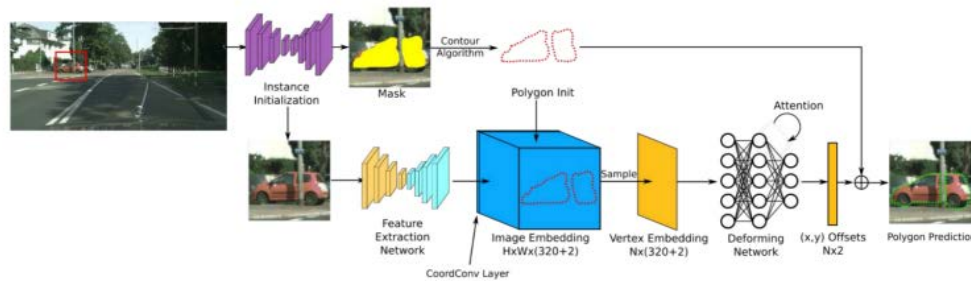 Contour
Algorithm
Attention
Instance
Initialization
Mask
Polygon Init
Sample
Feature
Extraction
Network
Image Embedding
HxWx(320+2)
Vertex Embedding
Nx(320+2)
Deforming
Network
(x,y) Offsets
Nx2
Polygon Prediction
CoordConv Layer